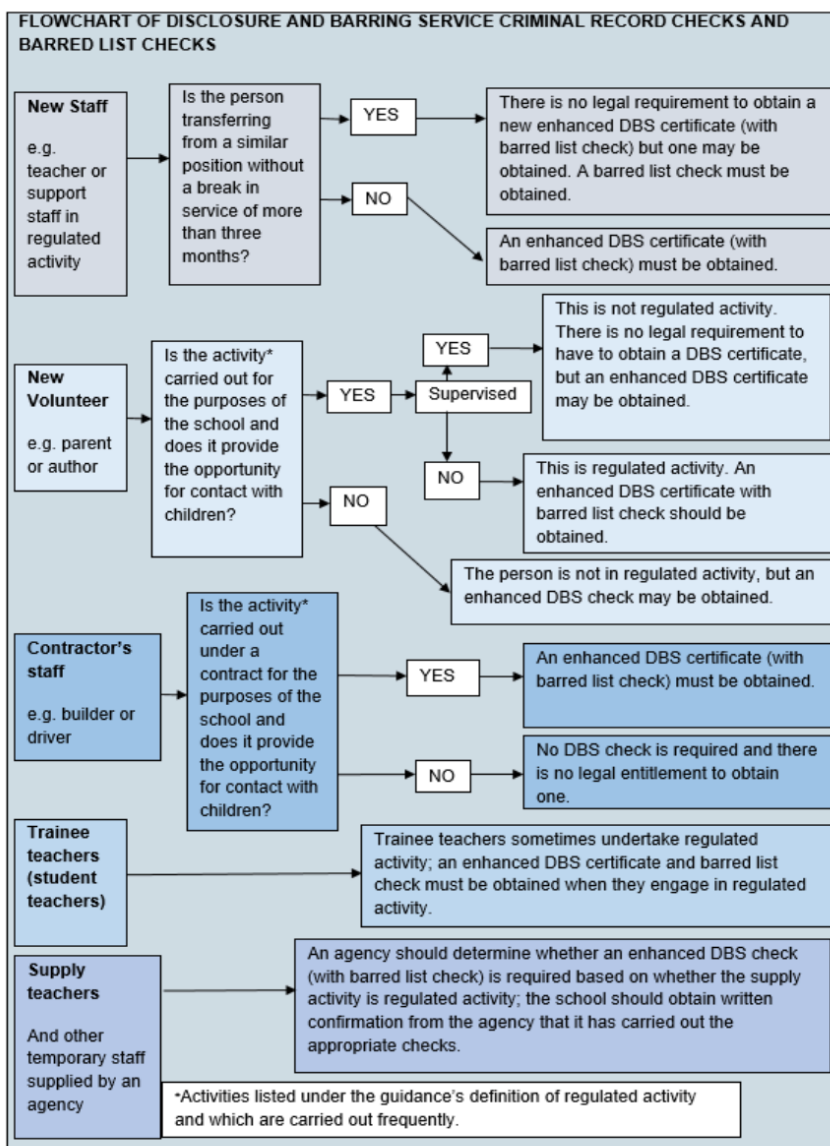 FLOWCHART OF DISCLOSURE AND BARRING SERVICE CRIMINAL RECORD CHECKS AND
BARRED LIST CHECKS
New Staff
e.g.
teacher or
support
staff in
regulated
activity
Is the person
transferring
from a similar
position without
a break in
service of more
than three
months?
YES
There is no legal requirement to obtain a
new enhanced DBS certificate (with
barred list check) but one may be
obtained. A barred list check must be
obtained.
NO
An enhanced DBS certificate (with
barred list check) must be obtained.
New
Volunteer
e.g. parent
or author
Is the activity*
carried out for
the purposes of
the school and
does it provide
the opportunity
for contact with
children?
YES
Supervised
YES
This is not regulated activity.
There is no legal requirement to
have to obtain a DBS certificate,
but an enhanced DBS certificate
may be obtained.
NO
This is regulated activity. An
enhanced DBS certificate with
barred list check should be
obtained.
NO
The person is not in regulated activity, but an
enhanced DBS check may be obtained.
Contractor's
staff
e.g. builder or
driver
Is the activity*
carried out
under a
contract for the
purposes of the
school and
does it provide
the opportunity
for contact with
children?
YES
An enhanced DBS certificate (with
barred list check) must be obtained.
NO
No DBS check is required and there
is no legal entitlement to obtain
one.
Trainee
teachers
(student
teachers)
Trainee teachers sometimes undertake regulated
activity; an enhanced DBS certificate and barred list
check must be obtained when they engage in regulated
activity.
Supply
teachers
And other
temporary staff
supplied by an
agency
An agency should determine whether an enhanced DBS check
(with barred list check) is required based on whether the supply
activity is regulated activity; the school should obtain written
confirmation from the agency that it has carried out the
appropriate checks.
*Activities listed under the guidance's definition of regulated activity
and which are carried out frequently.